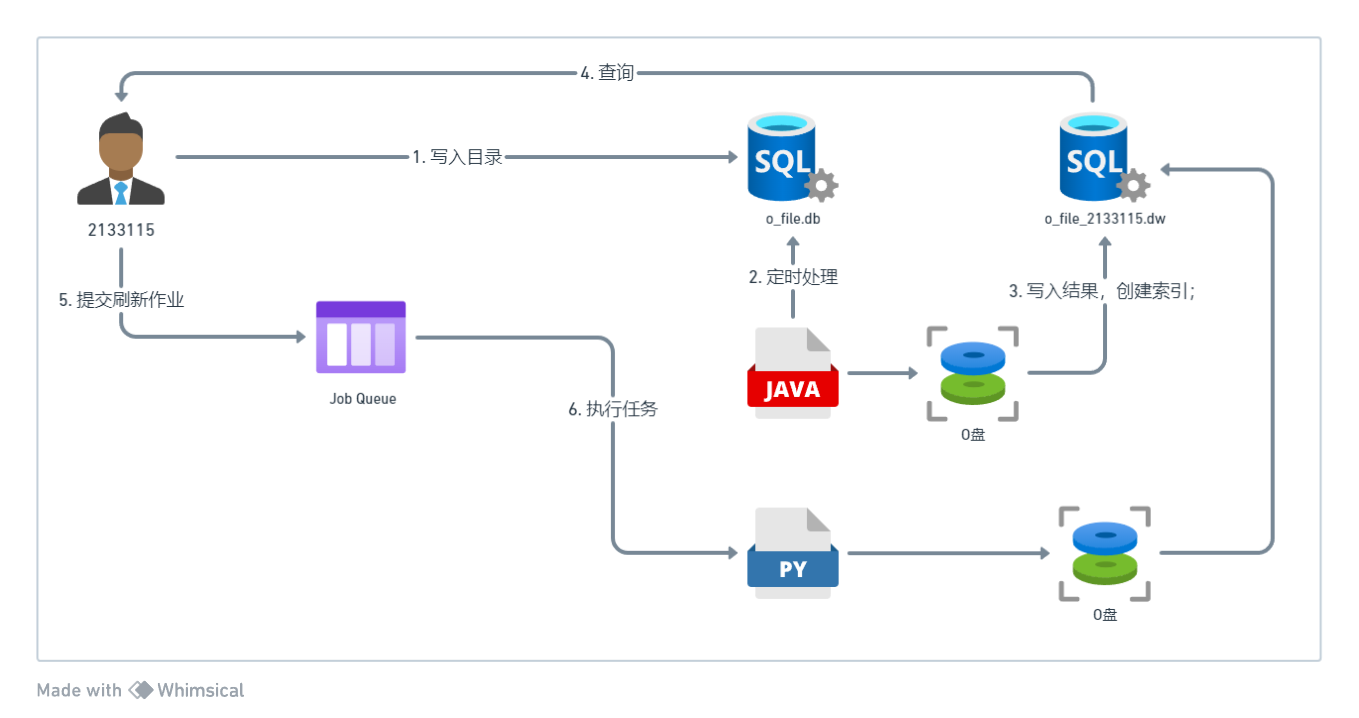 4. 查询
1. 写入目录
SQL
SQL
2133115
o_file.db
o_file_2133115.dw
2. 定时处理
5. 提交刷新作业
3. 写入结果，创建索引;
JAVA
Job Queue
6. 执行任务
O盘
PY
O盘
Made with Whimsical